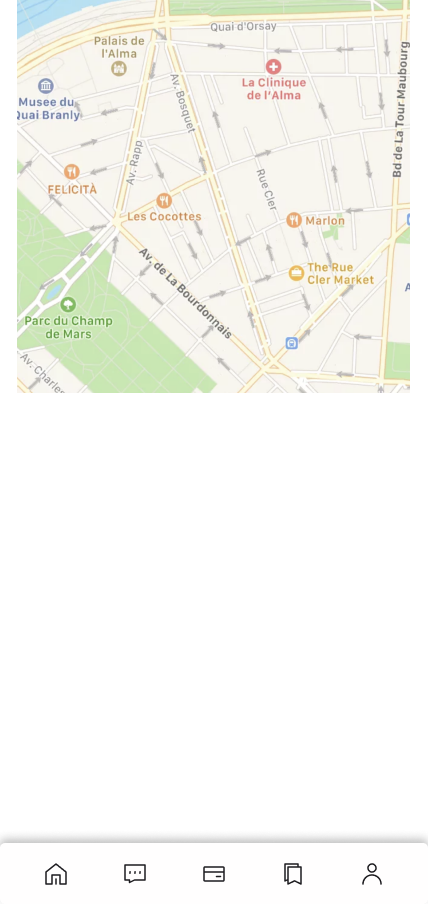 Quai d'Orsay
Palais de
l'Alma
La Clinique
de l'Alma
Musee du
Quai Branly
Av. Bosquet
Bd de La Tour Maubourg
Av. Rapp
FELICITÀ
Rue Cler
Les Cocottes
Marlon
Av. de La Bourdonnais
The Rue
Cler Market
A
Parc du Champ
de Mars
Av. Charles